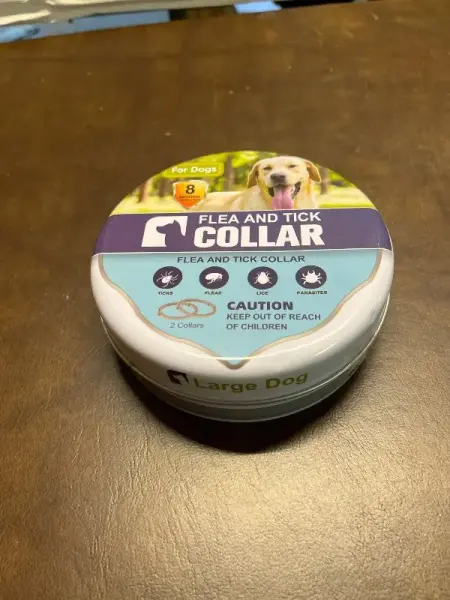 For Dogs
8
FLEA AND TICK
COLLAR
FLEA AND TICK COLLAR
TICKS FLEAS LICE PARASITES
2 Collars
CAUTION
KEEP OUT OF REACH
OF CHILDREN
Large Dog